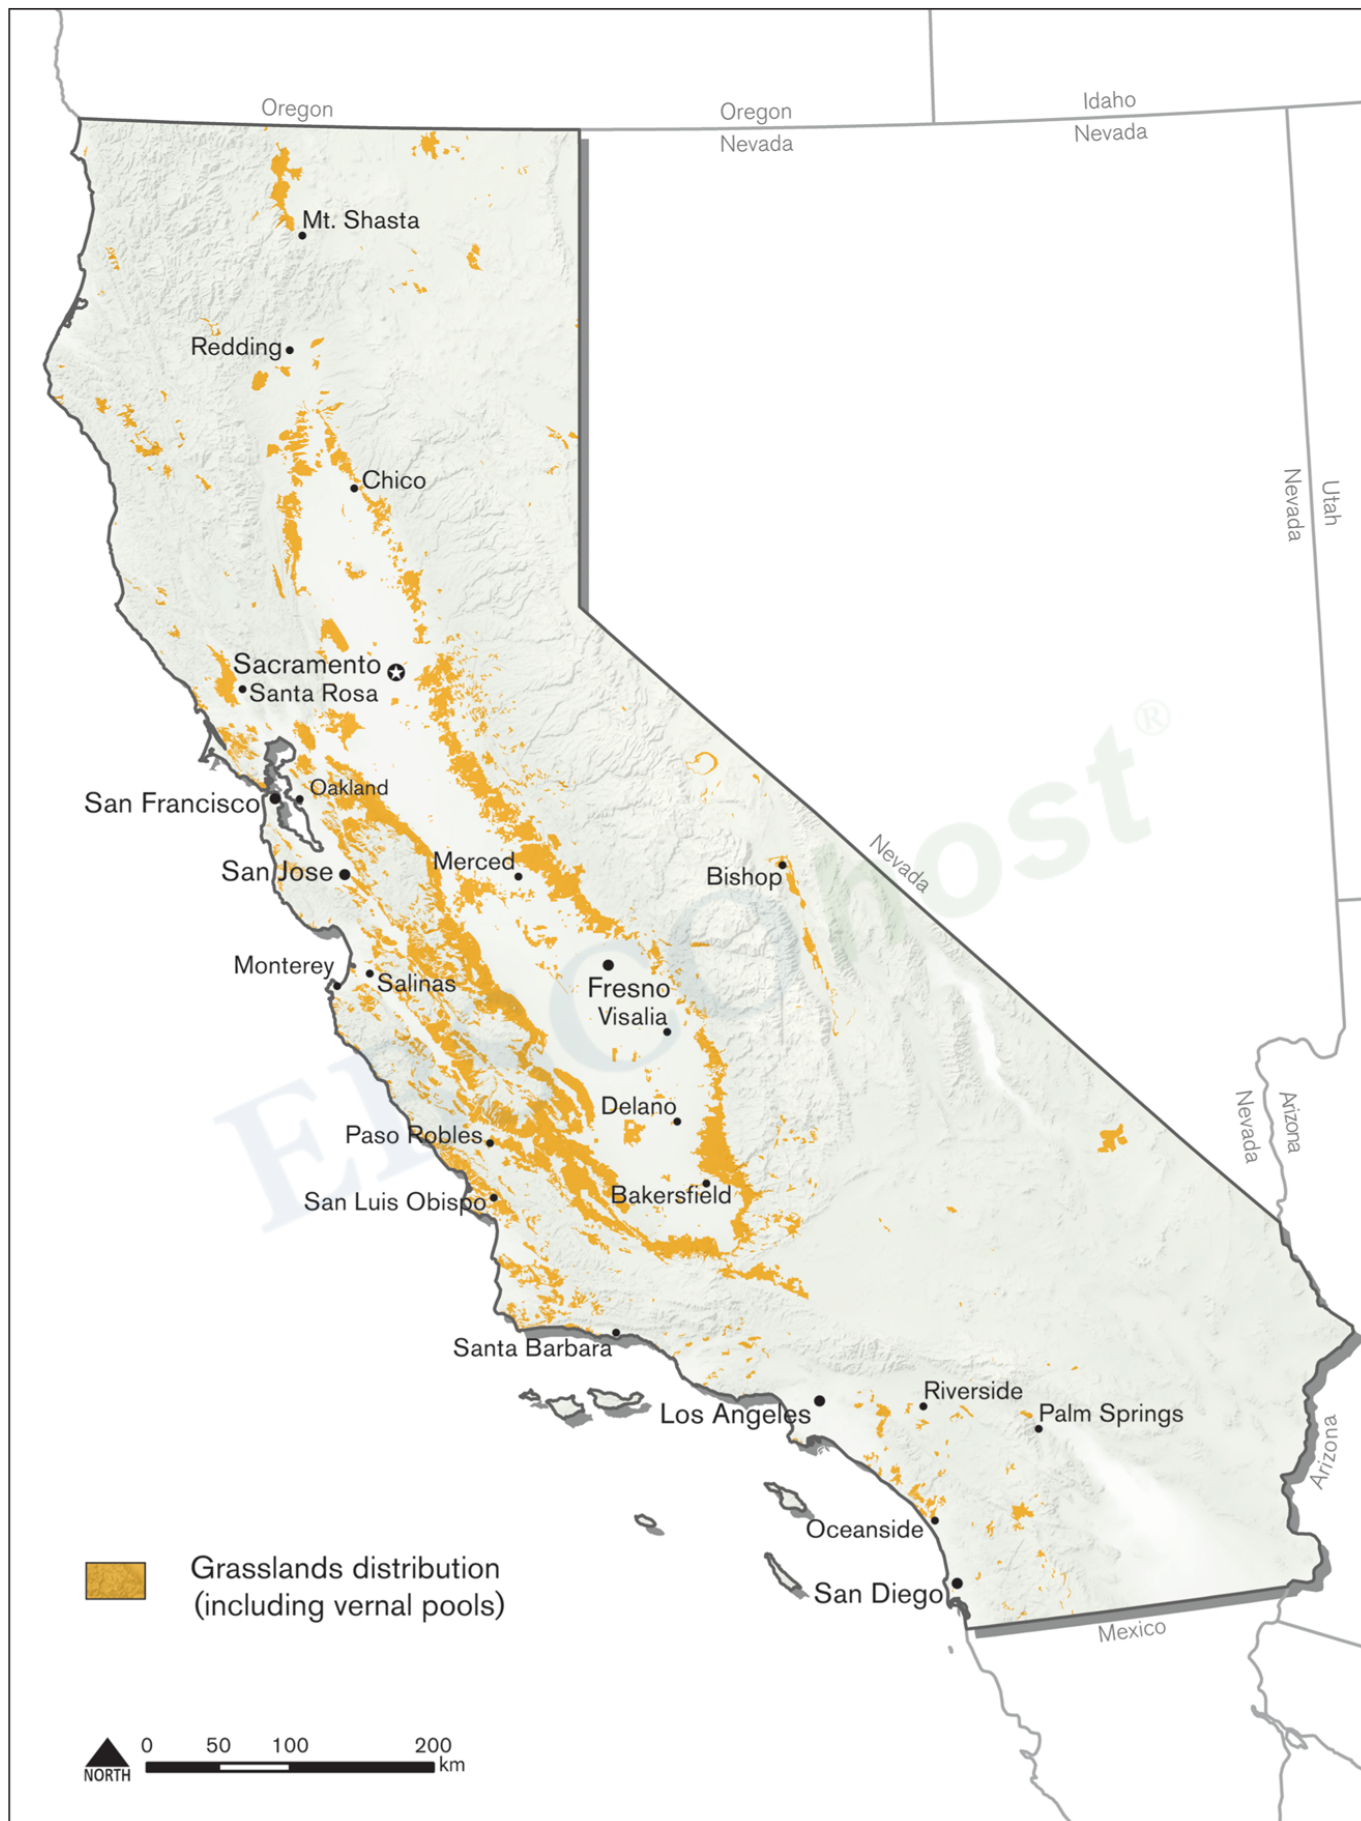 Oregon
Oregon
Idaho
Nevada
Nevada
Mt. Shasta
Redding
Chico
Nevada
Utah
Sacramento
Santa Rosa
®
EBSCOhost
Oakland
San Francisco
Nevada
Merced
San Jose
Bishop
Monterey
Salinas
Fresno
Visalia
Delano
Nevada
Arizona
Paso Robles
Bakersfield
San Luis Obispo
Santa Barbara
Riverside
Los Angeles
Palm Springs
Arizona
Oceanside
Grasslands distribution
(including vernal pools)
San Diego
Mexico
0 50 100 200
km
NORTH